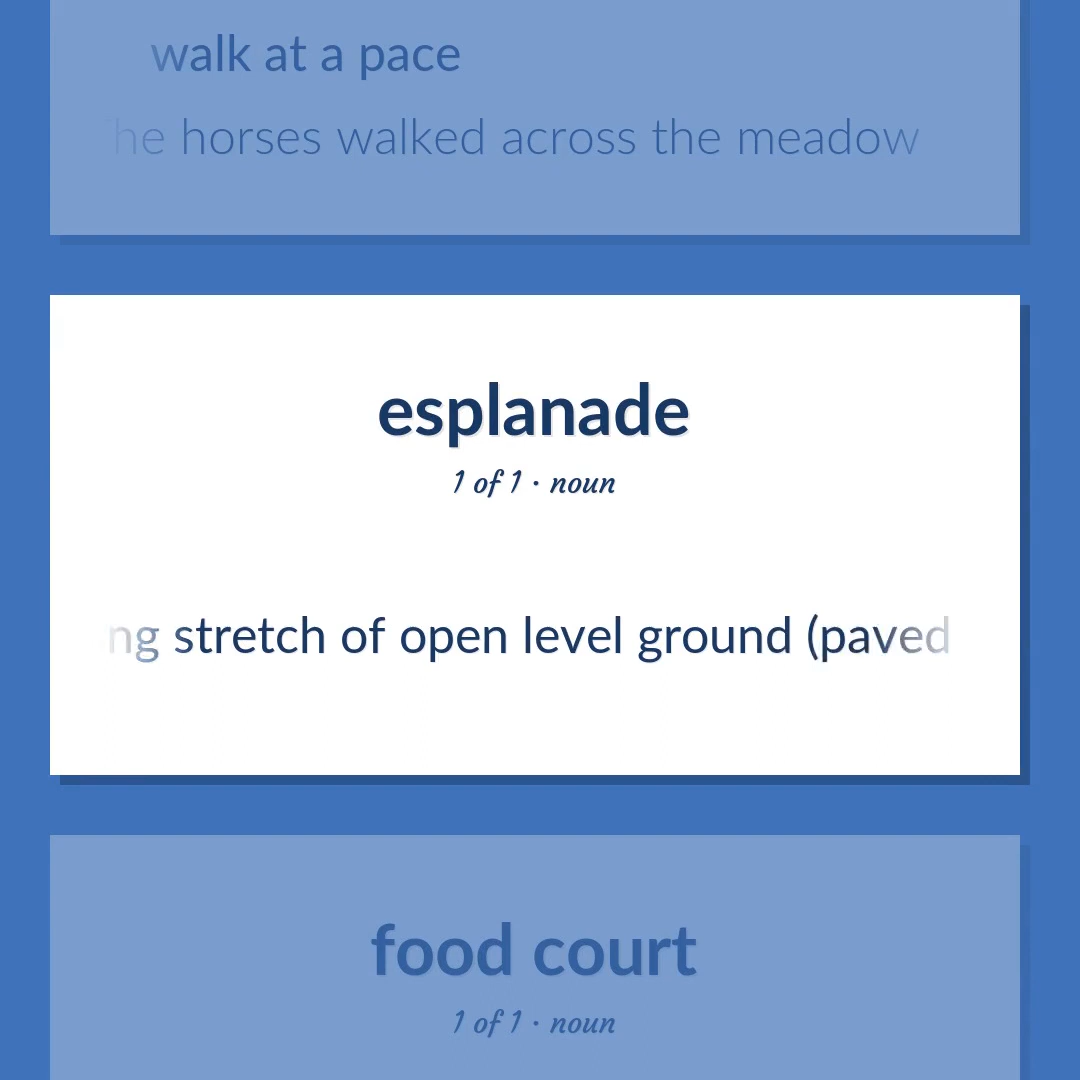 walk at a pace
he horses walked across the meadow
esplanade
1 of 1 · noun
ng stretch of open level ground (paved
food court
1 of 1 · noun